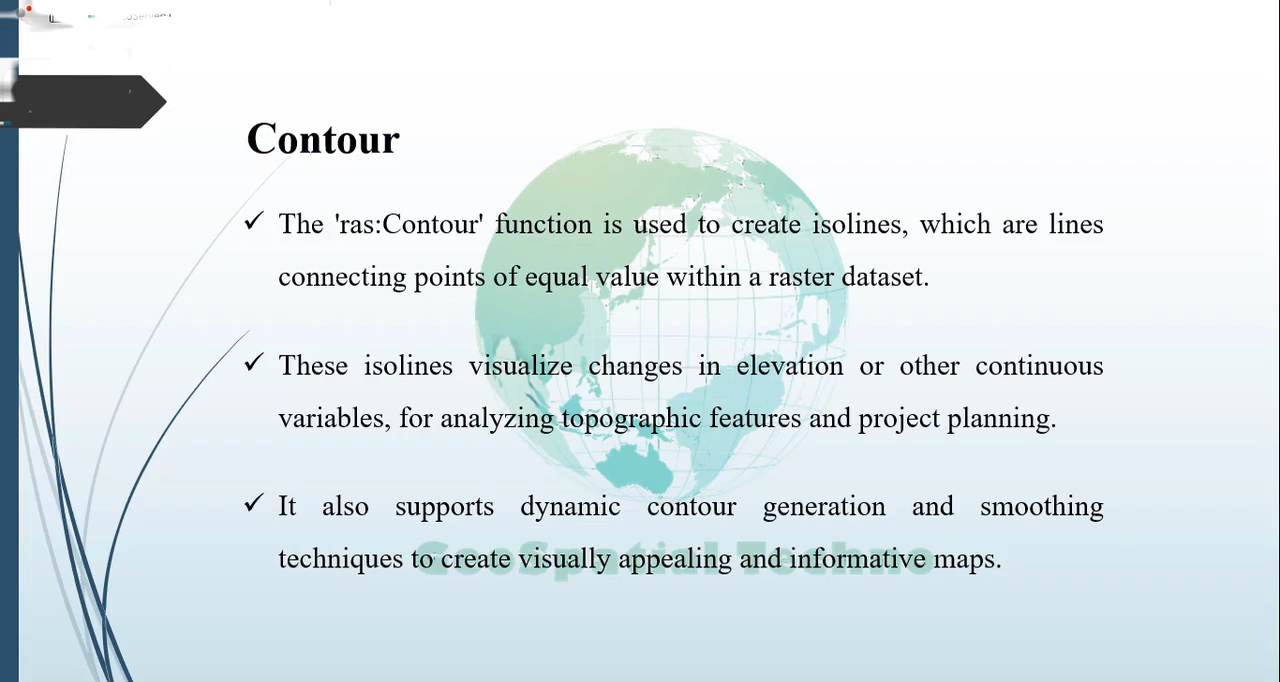 Contour
✓ The 'ras:Contour' function is used to create isolines, which are lines
connecting points of equal value within a raster dataset.
✓ These isolines visualize changes in elevation or other continuous
variables, for analyzing topographic features and project planning.
✓ It also supports dynamic contour generation and smoothing
techniques to create visually appealing and informative maps.
GeoSpatial Techno